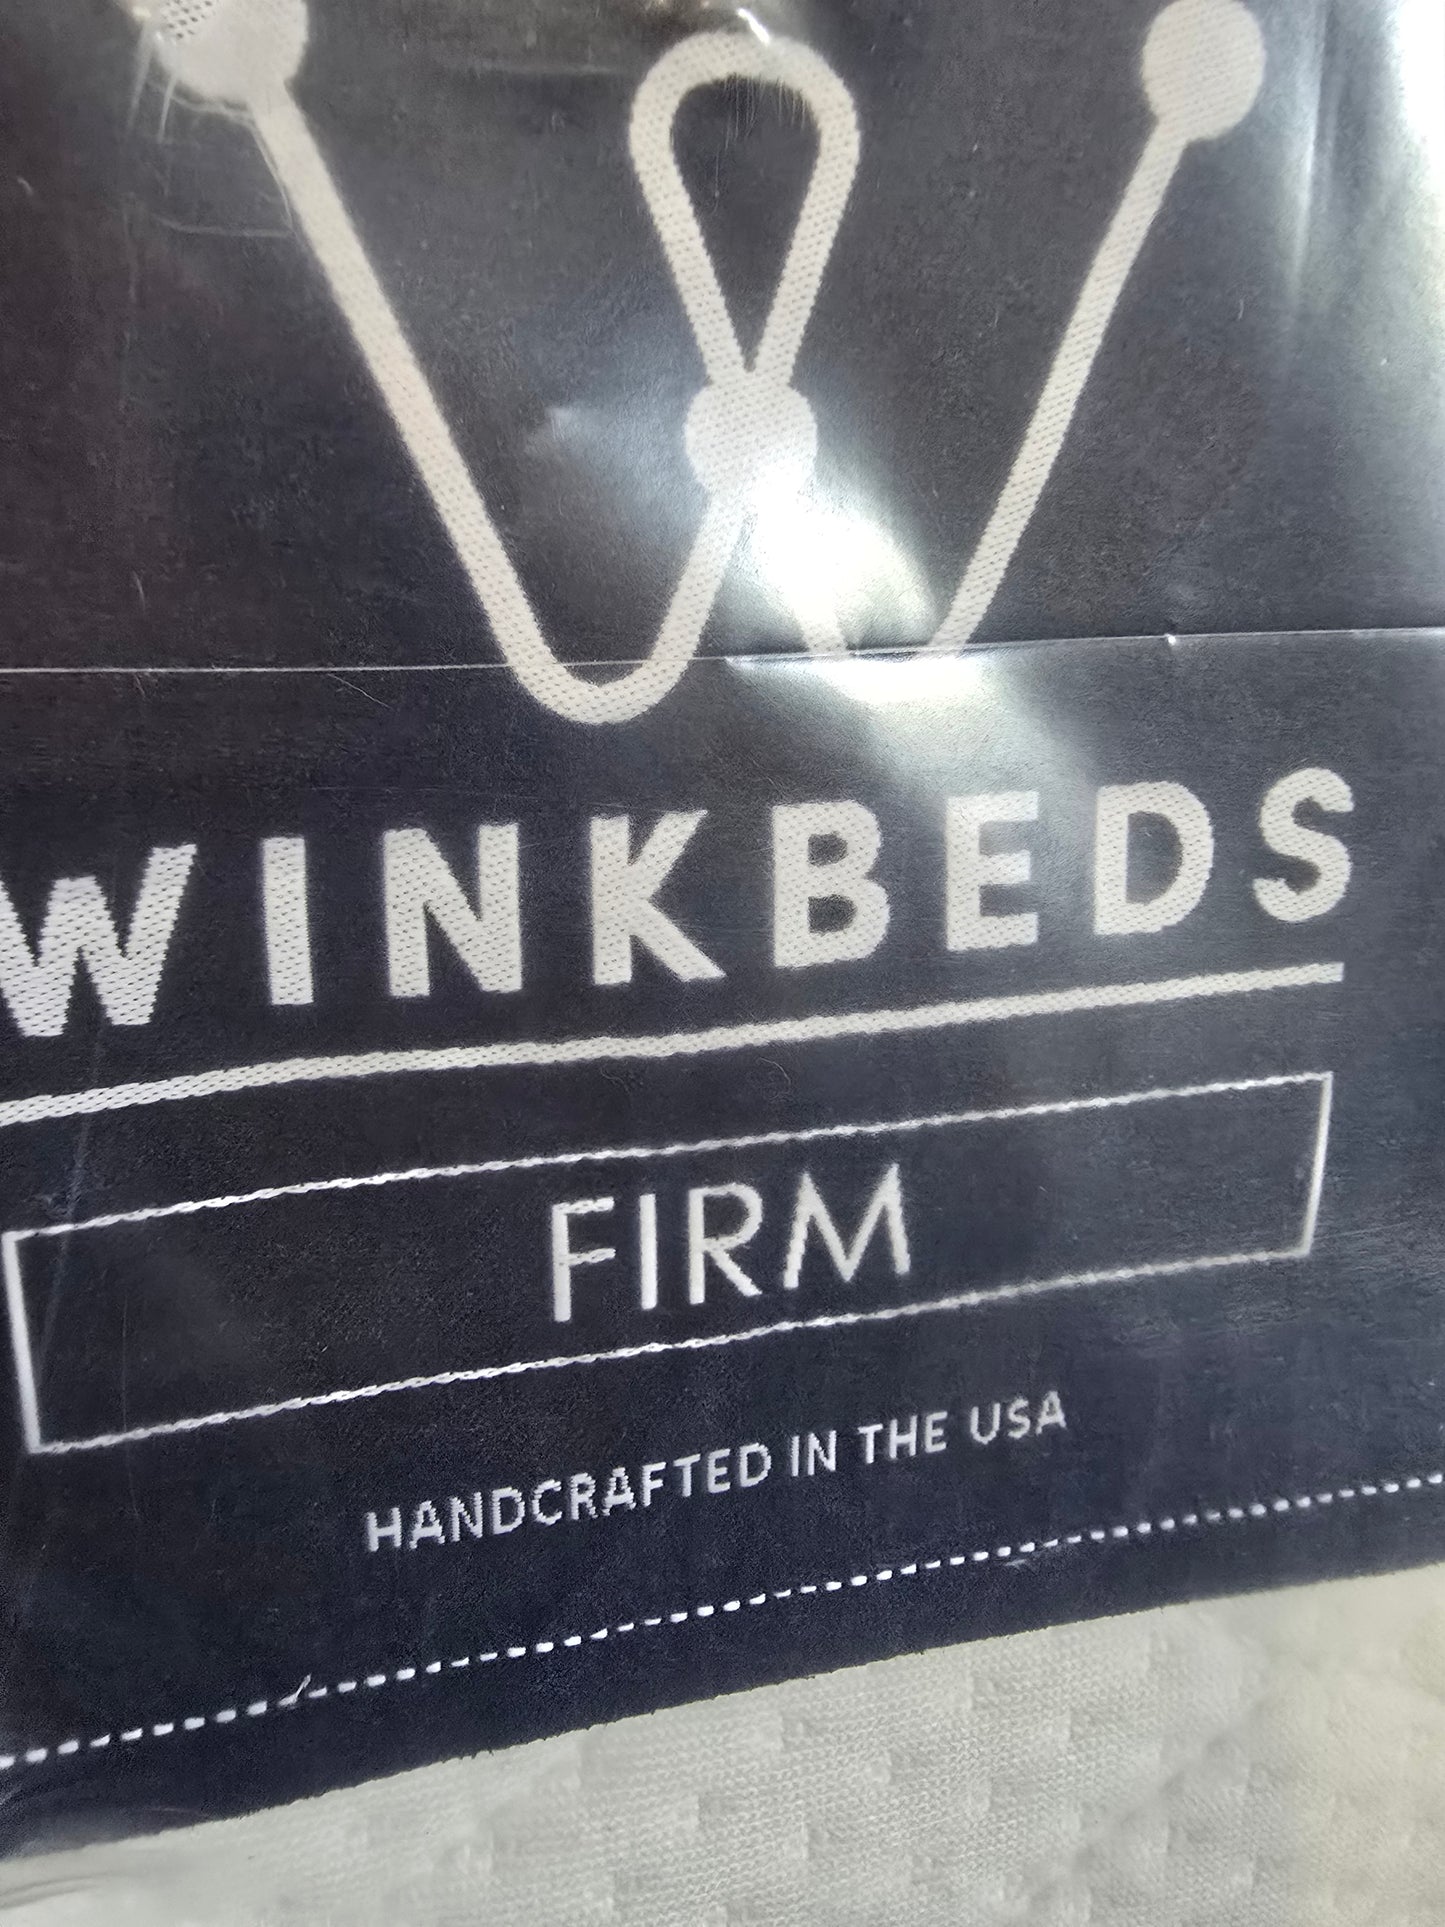 WINKBEDS
FIRM
HANDCRAFTED IN THE USA